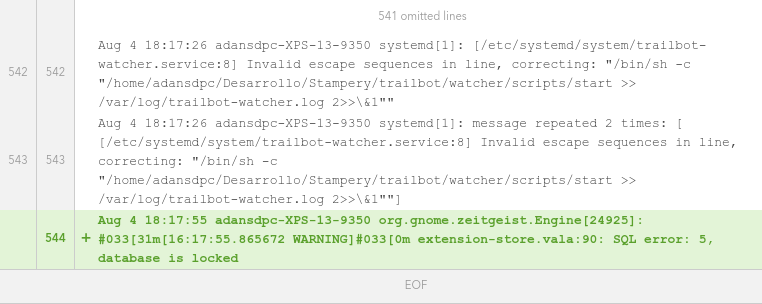 541 omitted lines
Aug 4 18:17:26 adansdpc-XPS-13-9350 systemd[1]: [/etc/systemd/system/trailbot-
542 542 watcher.service:8] Invalid escape sequences in line, correcting: "/bin/sh -c
"/home/adansdpc/Desarrollo/Stampery/trailbot/watcher/scripts/start >>
/var/log/trailbot-watcher.log 2>>\&1""
Aug 4 18:17:26 adansdpc-XPS-13-9350 systemd[1]: message repeated 2 times: [
[/etc/systemd/system/trailbot-watcher.service:8] Invalid escape sequences in line,
543 543 correcting: "/bin/sh -c
"/home/adansdpc/Desarrollo/Stampery/trailbot/watcher/scripts/start >>
/var/log/trailbot-watcher.log 2>>\&1""]
Aug 4 18:17:55 adansdpc-XPS-13-9350 org.gnome.zeitgeist.Engine[24925]:
544 + #033[31m[16:17:55.865672 WARNING]#033[0m extension-store.vala:90: SQL error: 5,
database is locked
EOF